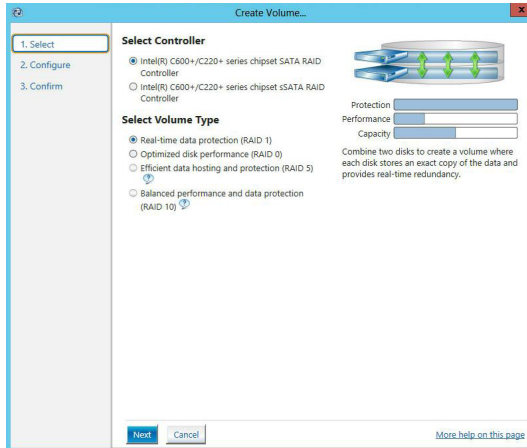 Create Volume...
x
1. Select
2. Configure
3. Confirm
Select Controller
Intel(R) C600+/C220+ series chipset SATA RAID
Controller
Intel(R) C600+/C220+ series chipset sSATA RAID
Controller
Select Volume Type
Real-time data protection (RAID 1)
Optimized disk performance (RAID 0)
Efficient data hosting and protection (RAID 5)
?
Balanced performance and data protection
(RAID 10) ?
Protection
Performance
Capacity
Combine two disks to create a volume where
each disk stores an exact copy of the data and
provides real-time redundancy.
Next
Cancel
More help on this page